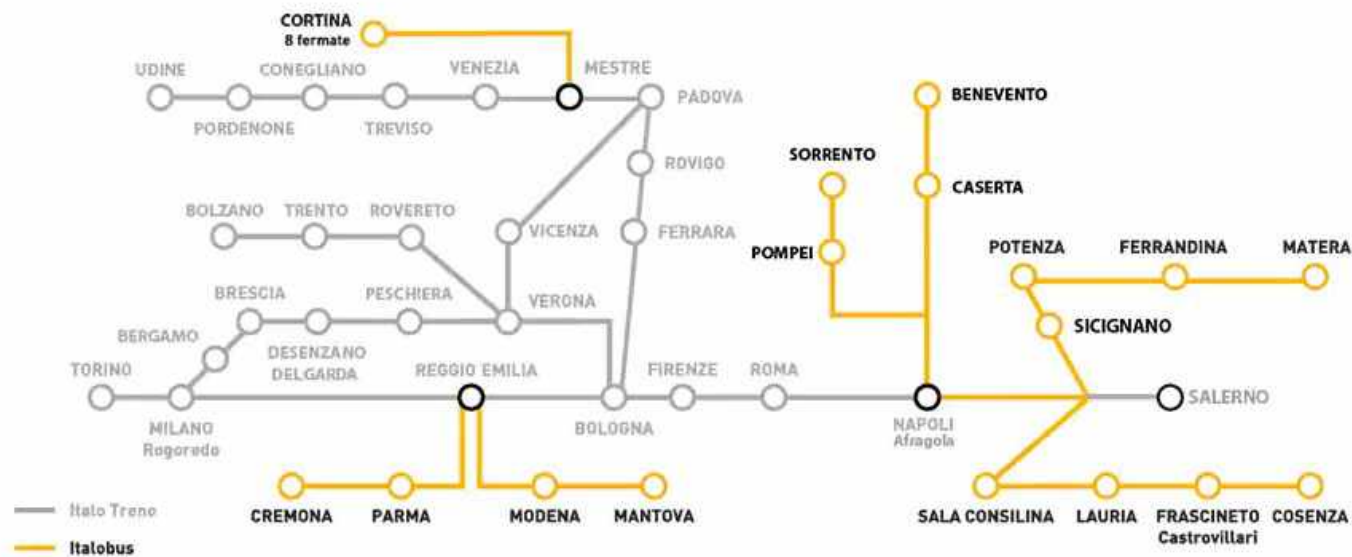 CORTINA
8 fermate
UDINE
CONEGLIANO
VENEZIA
MESTRE
PADOVA
PORDENONE
TREVISO
BENEVENTO
SORRENTO
ROVIGO
CASERTA
BOLZANO
TRENTO
ROVERETO
VICENZA
FERRARA
POMPEI
POTENZA
FERRANDINA
MATERA
BRESCIA
PESCHIERA
VERONA
SICIGNANO
BERGAMO
DESENZANO
DELGARDA
TORINO
REGGIO EMILIA
FIRENZE
ROMA
SALERNO
MILANO
Rogoredo
BOLOGNA
NAPOLI
Afragola
CREMONA
PARMA
MODENA
MANTOVA
SALA CONSILINA
LAURIA
FRASCINETO
Castrovillari
COSENZA
Italo Treno
Italobus